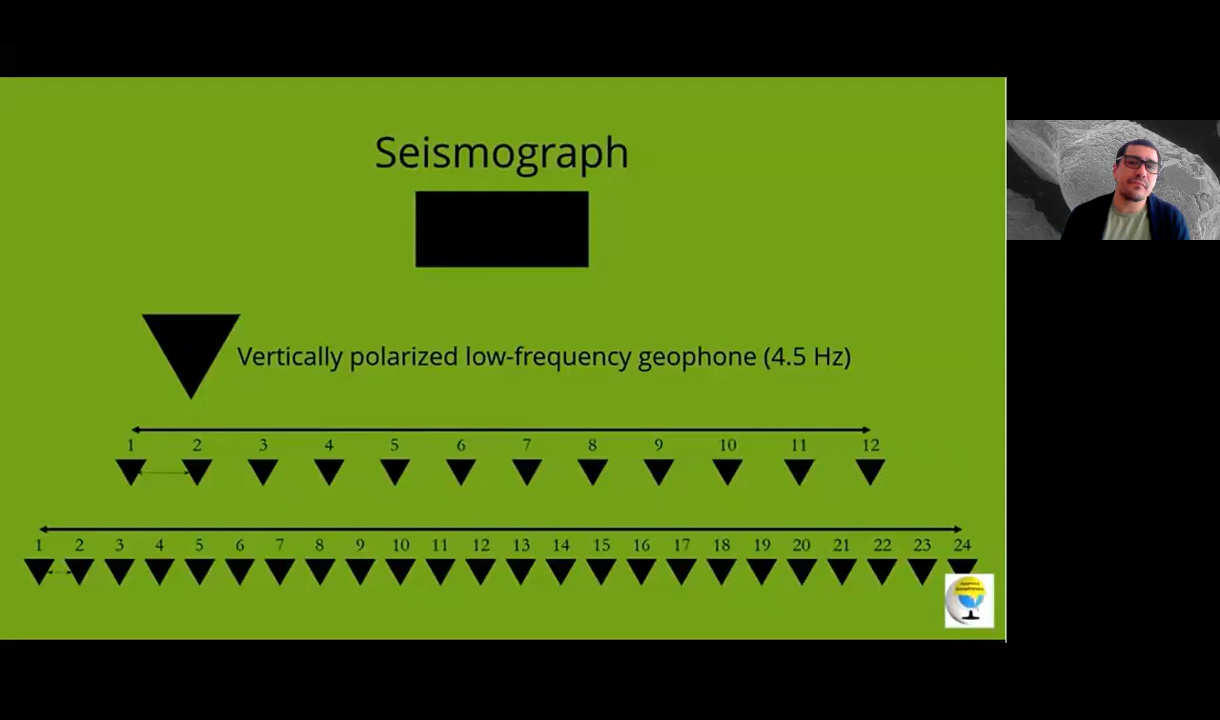 Seismograph
Vertically polarized low-frequency geophone (4.5 Hz)
1 2 3 4 5 6 7 8 9 10 11 12
1 2 3 4 5 6 7 8 9 10 11 12 13 14 15 16 17 18 19 20 21 22 23 24